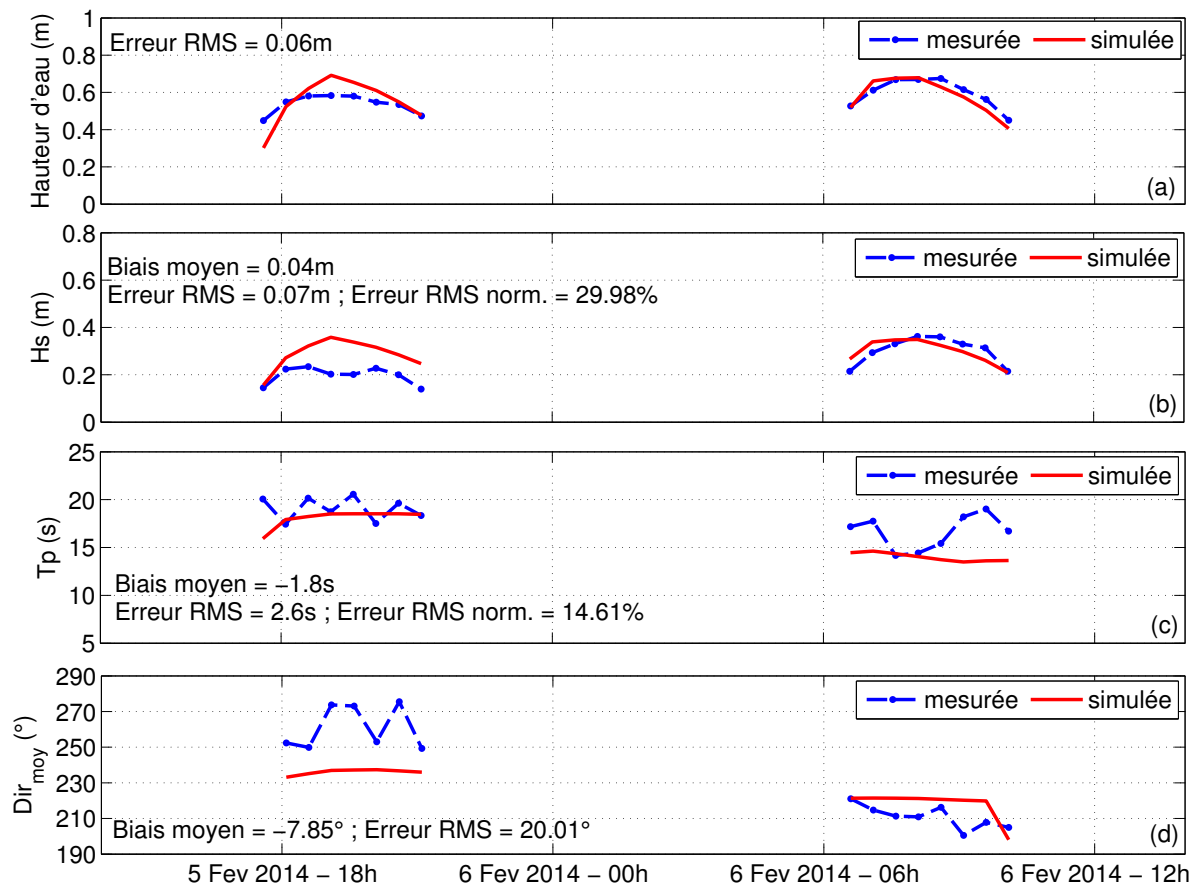 1
0.8
0.6
0.4
0.2
0
Hauteur d'eau (m)
Erreur RMS = 0.06m
mesurée simulée
(a)
0.8
0.6
0.4
0.2
0
Hs (m)
Biais moyen = 0.04m
Erreur RMS = 0.07m ; Erreur RMS norm. = 29.98%
mesurée simulée
(b)
25
20
15
10
5
Tp (s)
Biais moyen = −1.8s
Erreur RMS = 2.6s ; Erreur RMS norm. = 14.61%
mesurée simulée
(c)
290
270
250
230
210
190
Dir_moy (°)
Biais moyen = −7.85° ; Erreur RMS = 20.01°
mesurée simulée
(d)
5 Fev 2014 − 18h 6 Fev 2014 − 00h 6 Fev 2014 − 06h 6 Fev 2014 − 12h